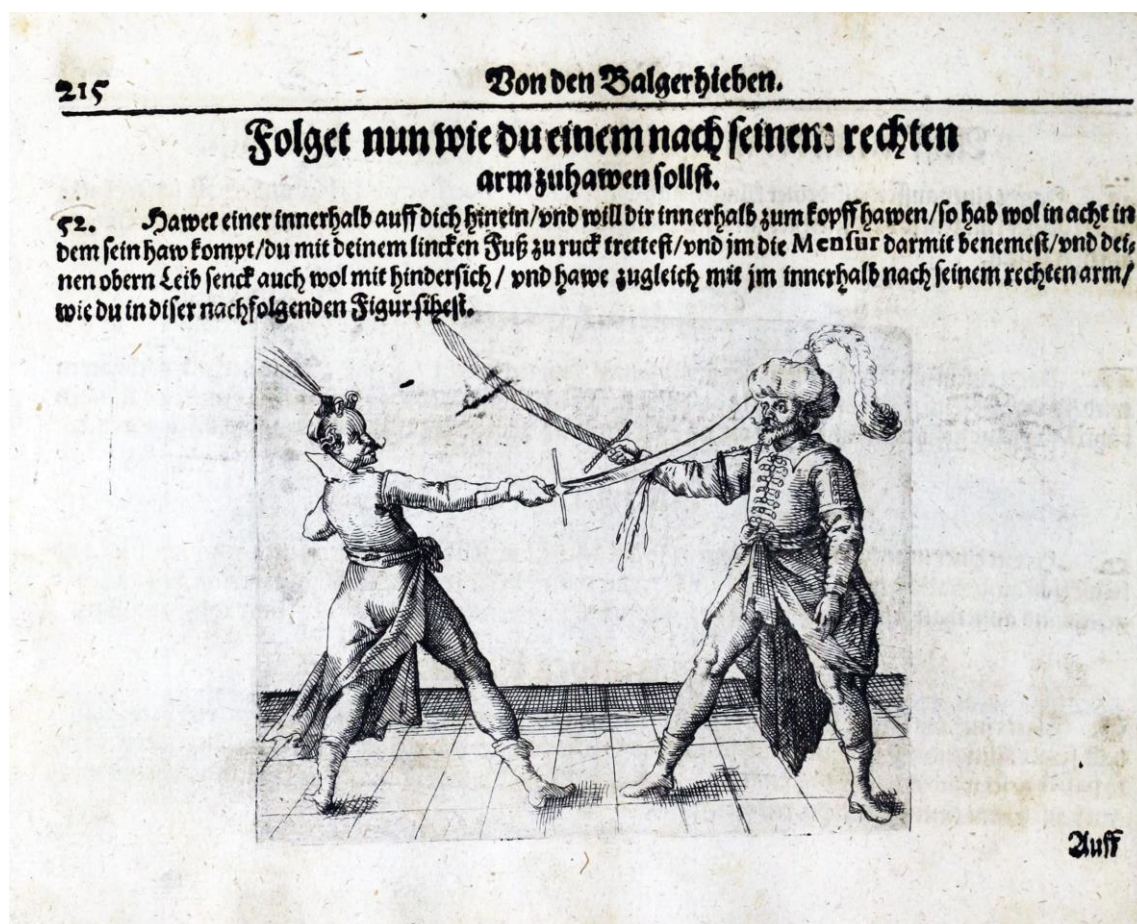 215
Von den Balgerhieben.
Folget nun wie du einem nach seinem rechten
arm zuhawen sollst.
52. Hawet einer innerhalb auff dich hinein/vnd will dir innerhalb zum kopff hawen/so hab wol in acht in
dem sein haw kompt/du mit deinem lincken Fuß zu ruck trettest/vnd jm die Mensur darmit benemest/vnd dei⸗
nen obern Leib senck auch wol mit hindersich/ vnd hawe zugleich mit jm innerhalb nach seinem rechten arm/
wie du in diser nachfolgenden Figur sihest.
Auff